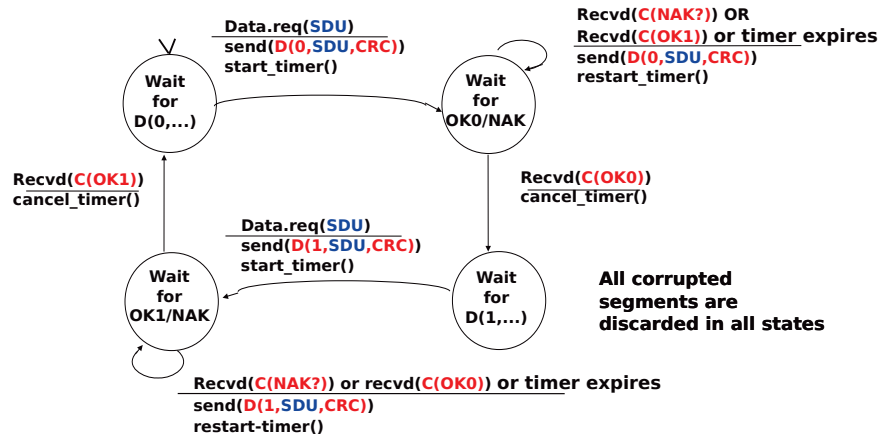 Data.req(SDU)
send(D(0,SDU,CRC))
start_timer()
Recvd(C(NAK?)) OR
Recvd(C(OK1)) or timer expires
send(D(0,SDU,CRC))
restart_timer()
Wait
for
D(0,...)
Wait
for
OK0/NAK
Recvd(C(OK1))
cancel_timer()
Recvd(C(OK0))
cancel_timer()
Data.req(SDU)
send(D(1,SDU,CRC))
start_timer()
Wait
for
OK1/NAK
Wait
for
D(1,...)
All corrupted
segments are
discarded in all states
Recvd(C(NAK?)) or recvd(C(OK0)) or timer expires
send(D(1,SDU,CRC))
restart-timer()